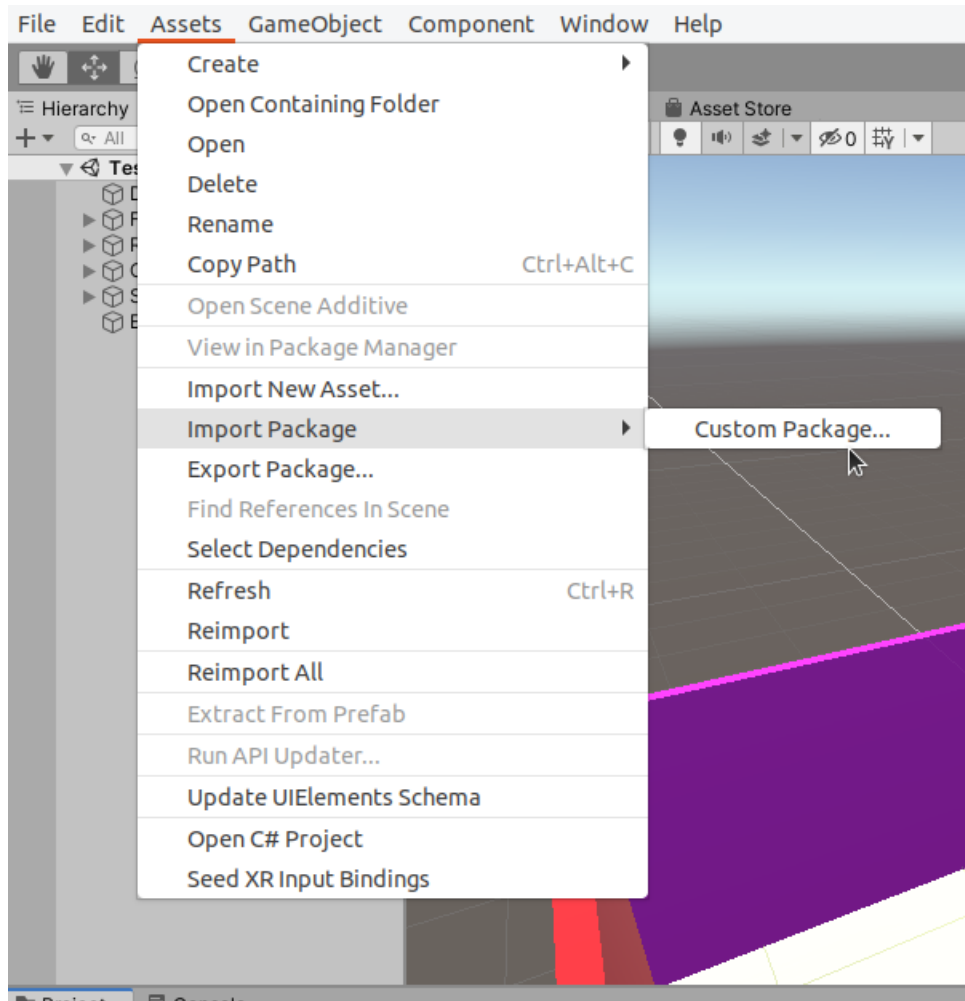 File Edit Assets GameObject Component Window Help
Hierarchy
Asset Store
All
0
Create
Open Containing Folder
Open
Delete
Rename
Copy Path Ctrl+Alt+C
Open Scene Additive
View in Package Manager
Import New Asset...
Import Package
Custom Package...
Export Package...
Find References In Scene
Select Dependencies
Refresh Ctrl+R
Reimport
Reimport All
Extract From Prefab
Run API Updater...
Update UIElements Schema
Open C# Project
Seed XR Input Bindings